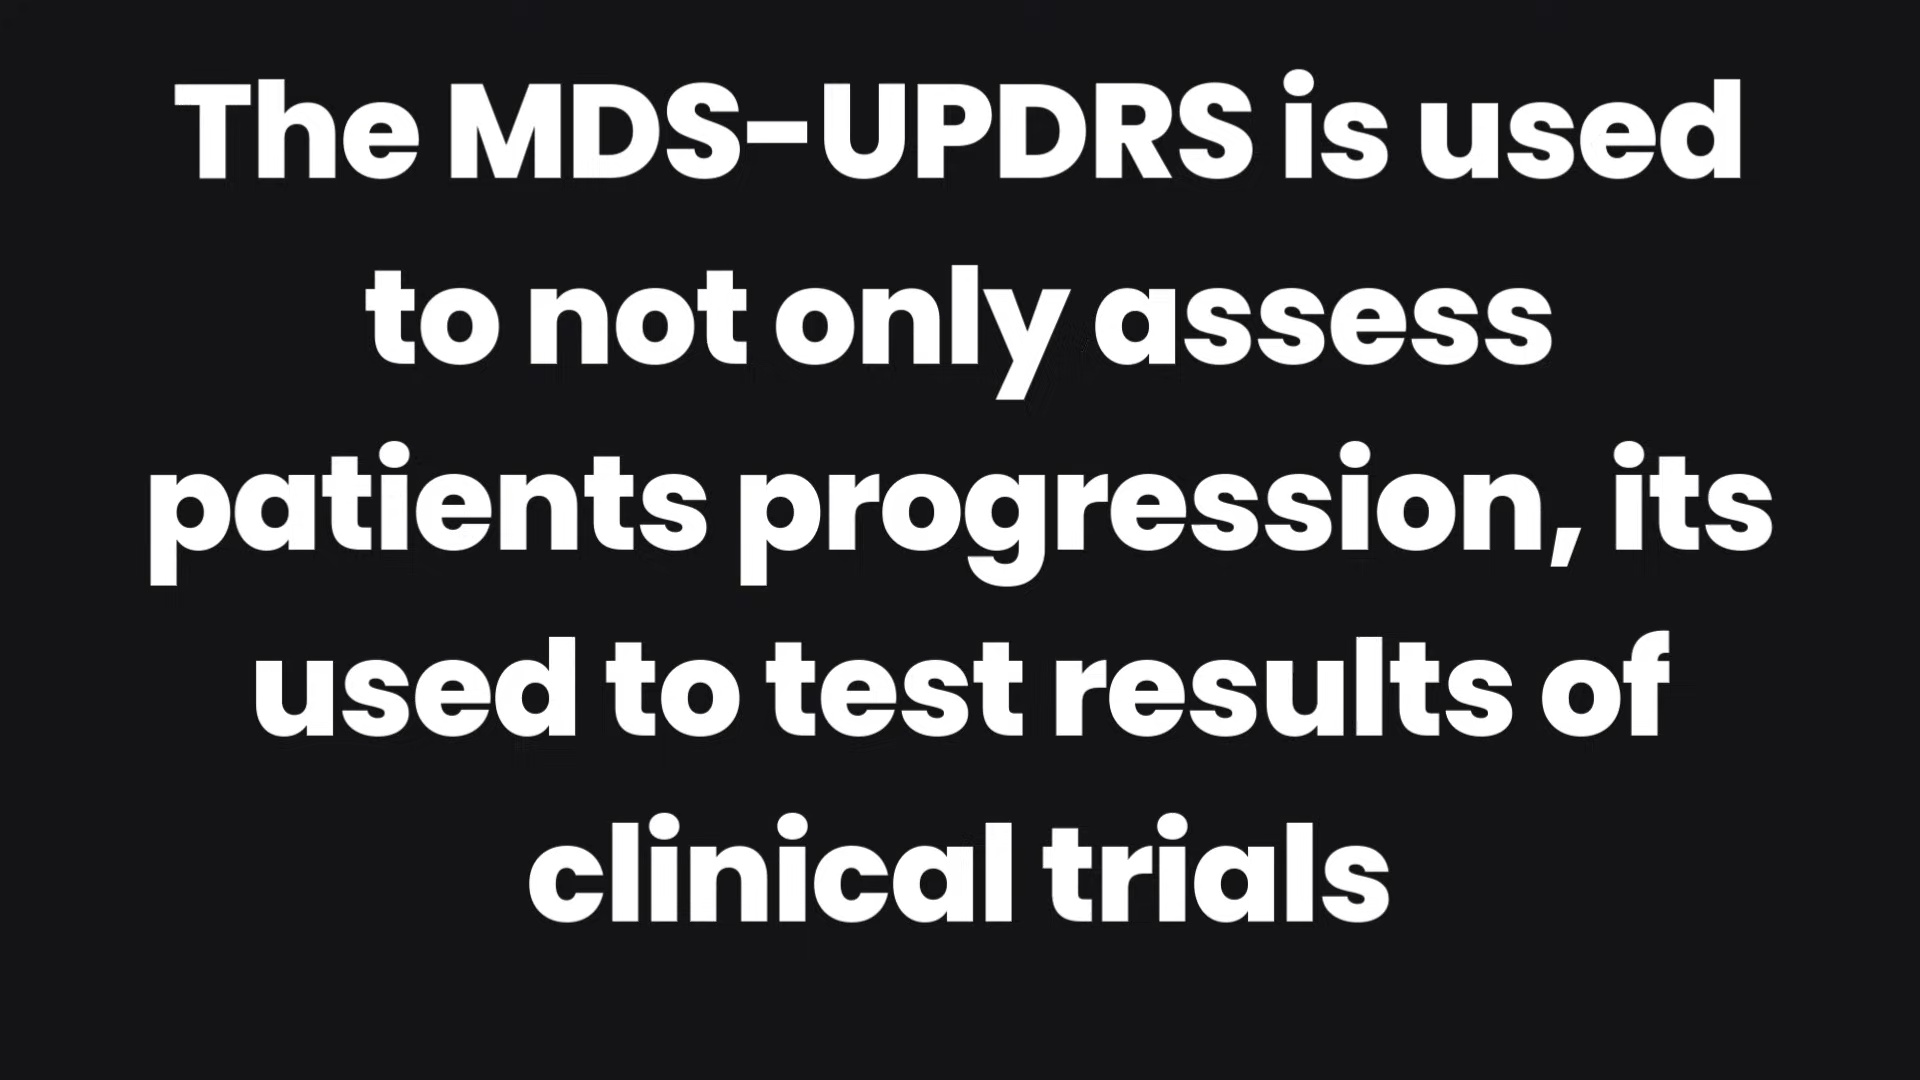 The MDS-UPDRS is used
to not only assess
patients progression, its
used to test results of
clinical trials